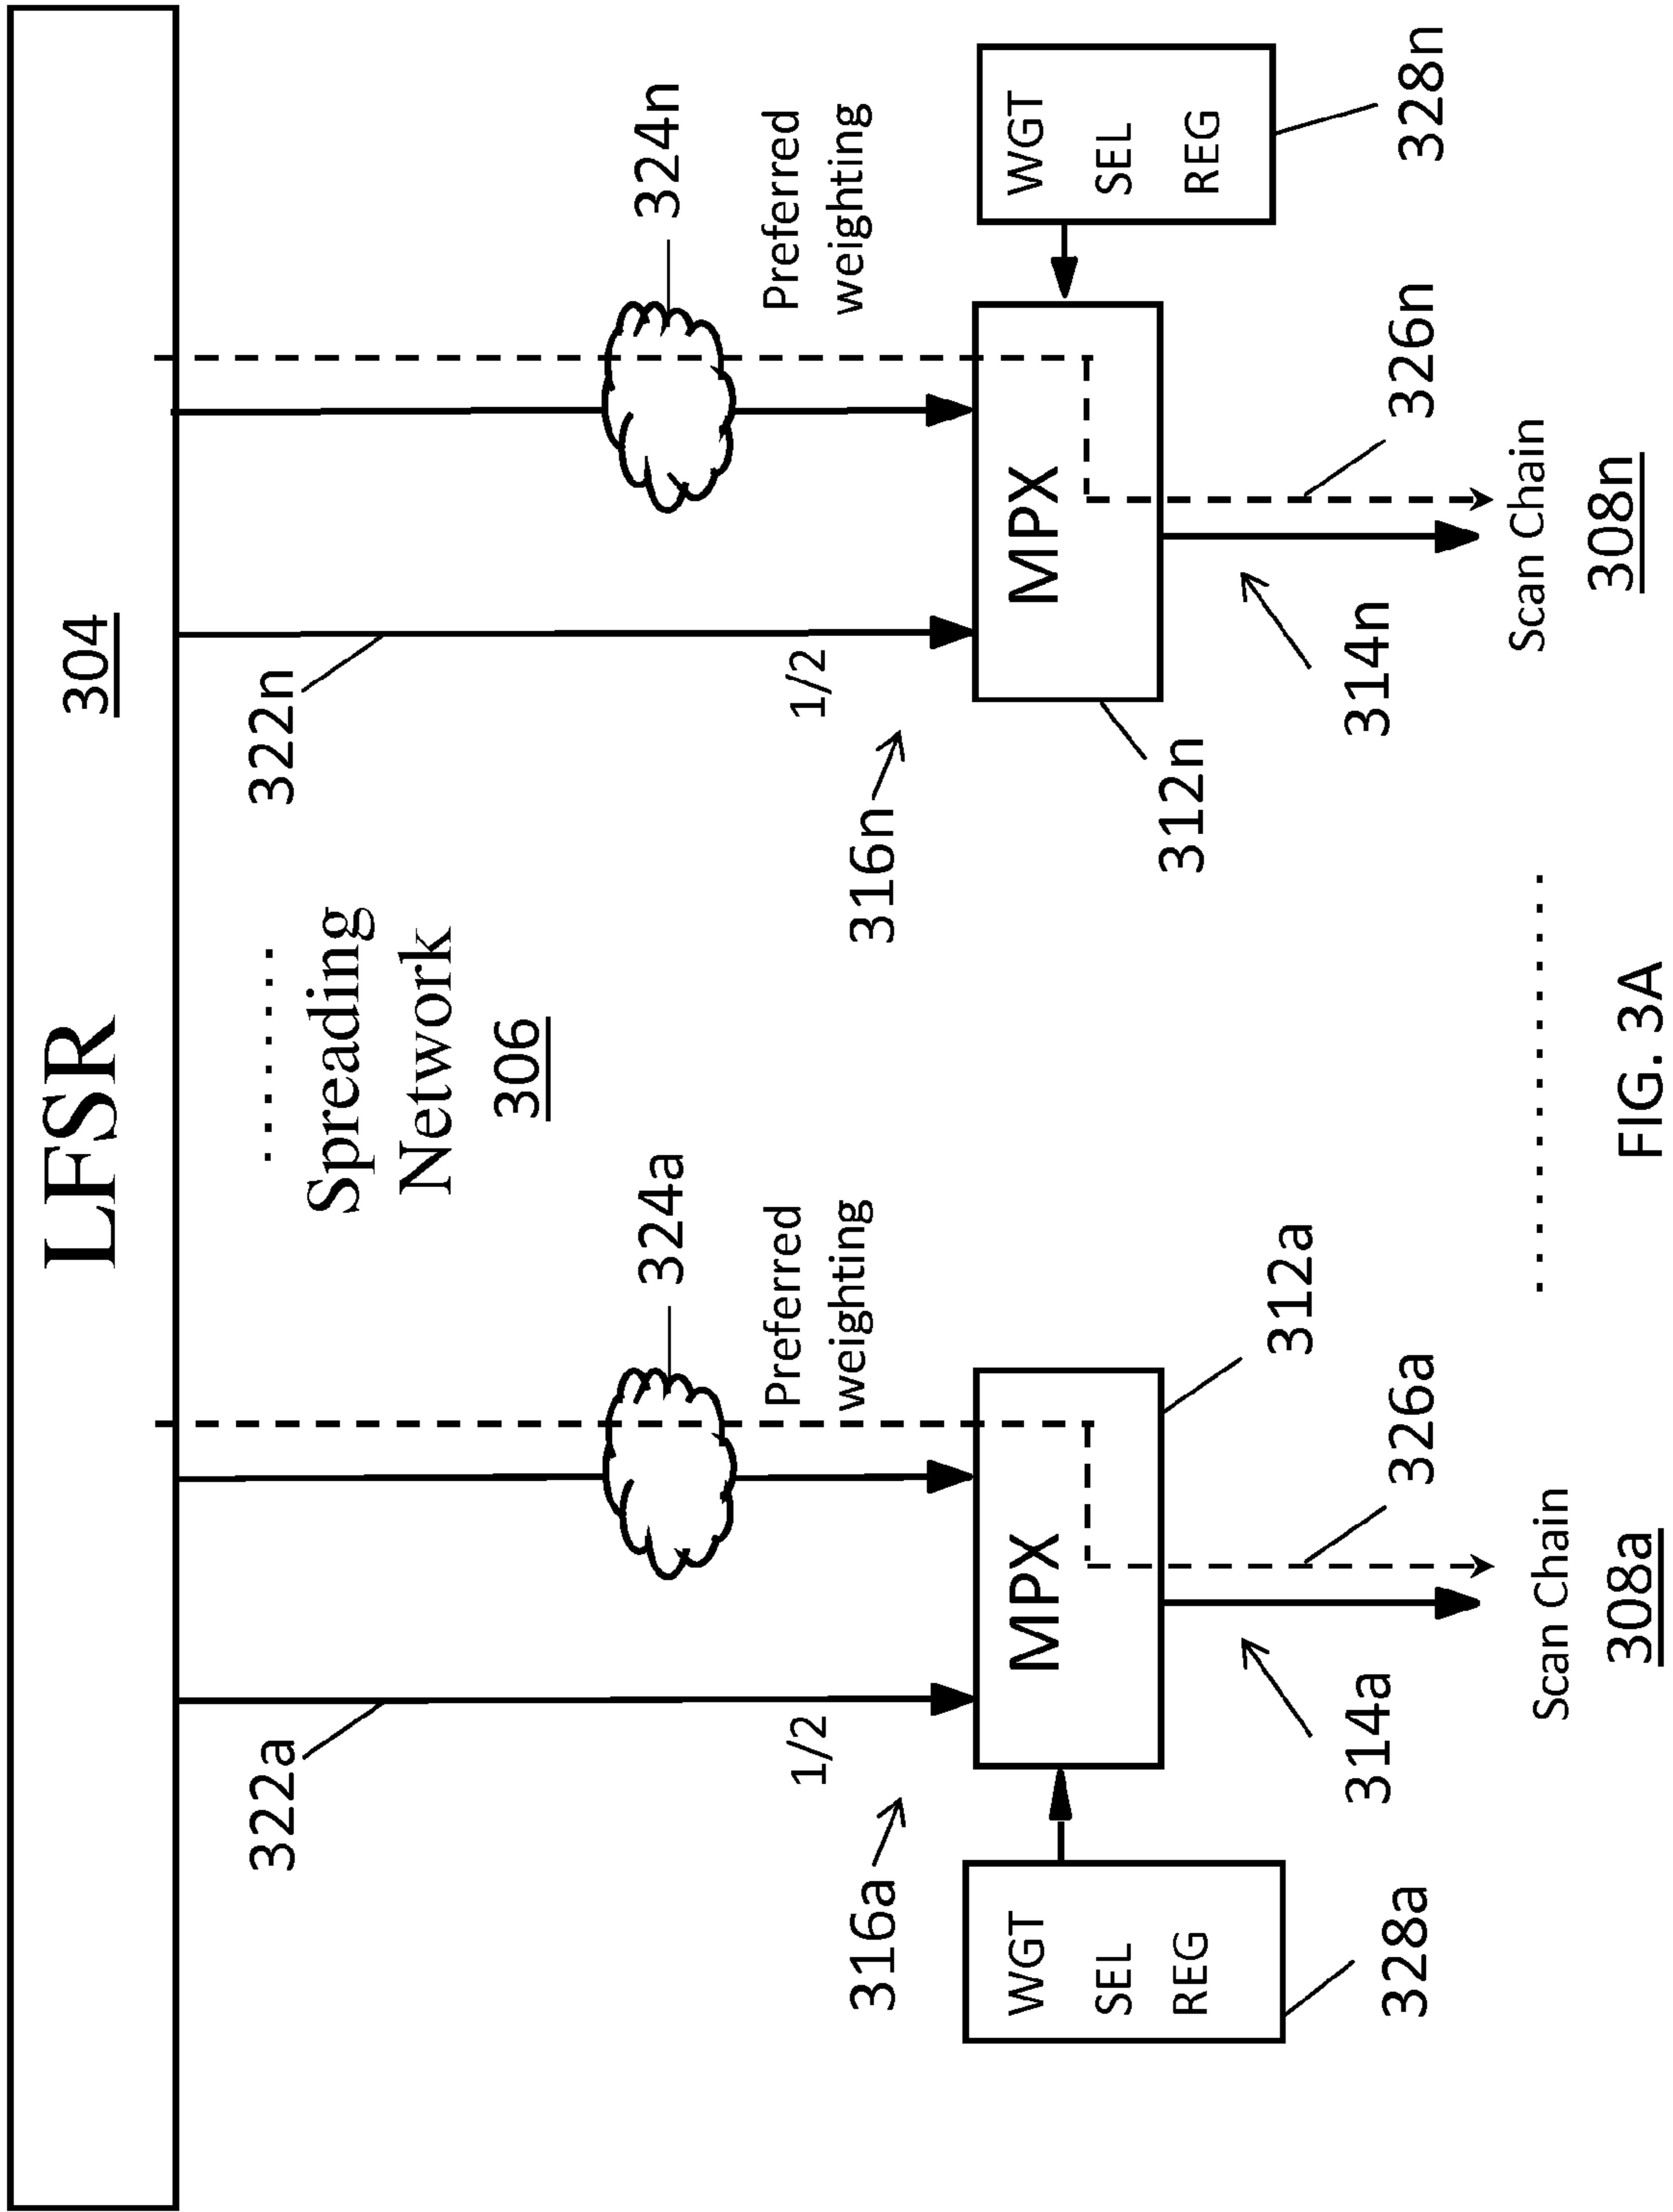 LFSR
304
322a
322n
Spreading
Network
306
324a
324n
Preferred
weighting
Preferred
weighting
1/2
1/2
316a
316n
WGT
SEL
REG
328a
MPX
312a
MPX
312n
WGT
SEL
REG
328n
314a
326a
314n
326n
Scan Chain
308a
Scan Chain
308n
FIG. 3A